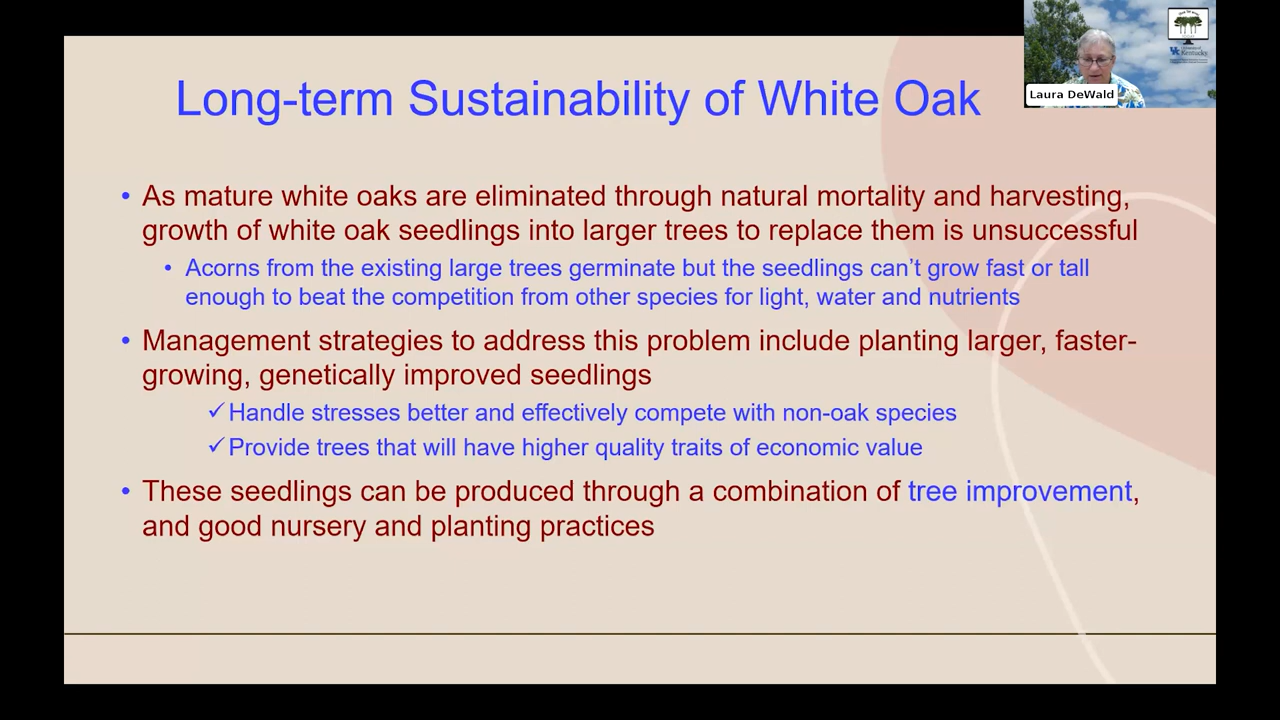 Long-term Sustainability of White Oak
Kentucky
Laura DeWald
• As mature white oaks are eliminated through natural mortality and harvesting,
growth of white oak seedlings into larger trees to replace them is unsuccessful
• Acorns from the existing large trees germinate but the seedlings can’t grow fast or tall
enough to beat the competition from other species for light, water and nutrients
• Management strategies to address this problem include planting larger, faster-
growing, genetically improved seedlings
✓Handle stresses better and effectively compete with non-oak species
✓Provide trees that will have higher quality traits of economic value
• These seedlings can be produced through a combination of tree improvement,
and good nursery and planting practices